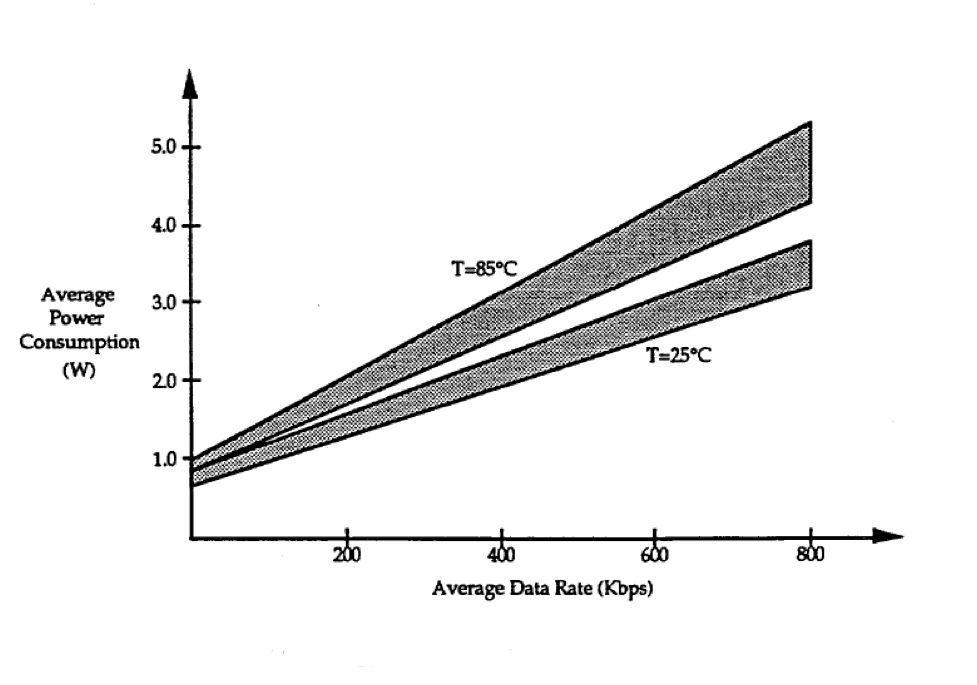 5.0
4.0
T=85°C
Average
Power
Consumption
(W)
3.0
2.0
1.0
T=25°C
200
400
600
800
Average Data Rate (Kbps)